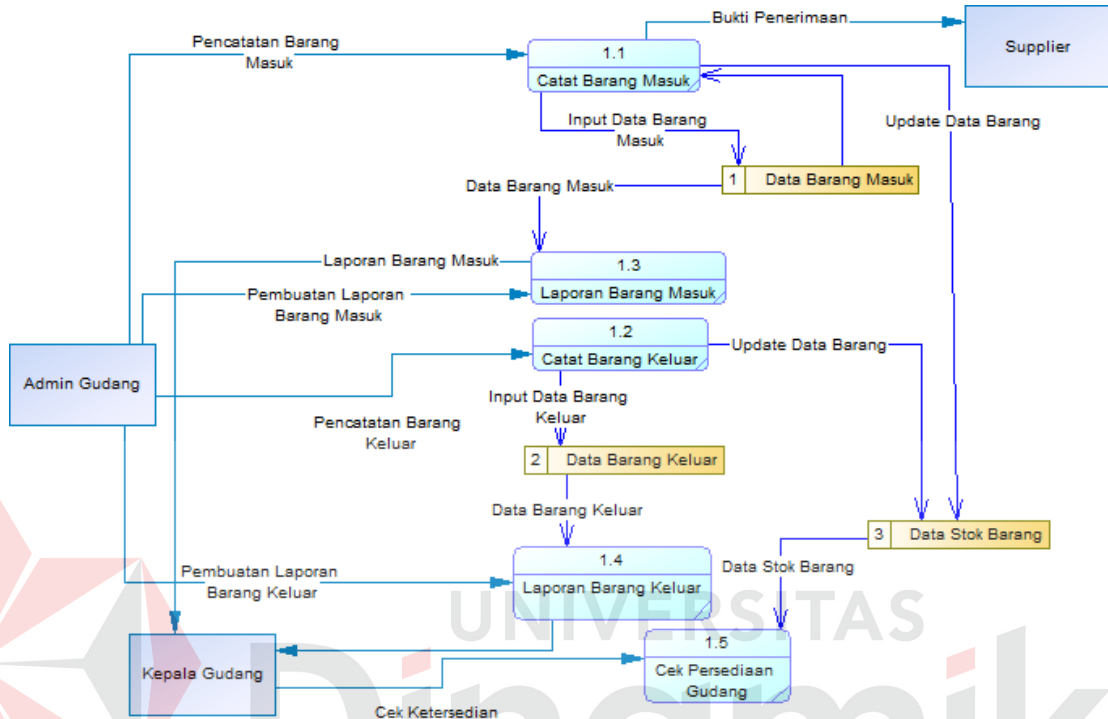 Bukti Penerimaan
Supplier
Pencatatan Barang
Masuk
1.1
Catat Barang Masuk
Input Data Barang
Masuk
Update Data Barang
1 Data Barang Masuk
Data Barang Masuk
Laporan Barang Masuk
1.3
Laporan Barang Masuk
Pembuatan Laporan
Barang Masuk
1.2
Catat Barang Keluar
Update Data Barang
Admin Gudang
Input Data Barang
Keluar
Pencatatan Barang
Keluar
2 Data Barang Keluar
Data Barang Keluar
3 Data Stok Barang
1.4
Laporan Barang Keluar
Data Stok Barang
Pembuatan Laporan
Barang Keluar
UNIVERSITAS
1.5
Cek Persediaan
Gudang
Kepala Gudang
Dinamik
Cek Ketersedian